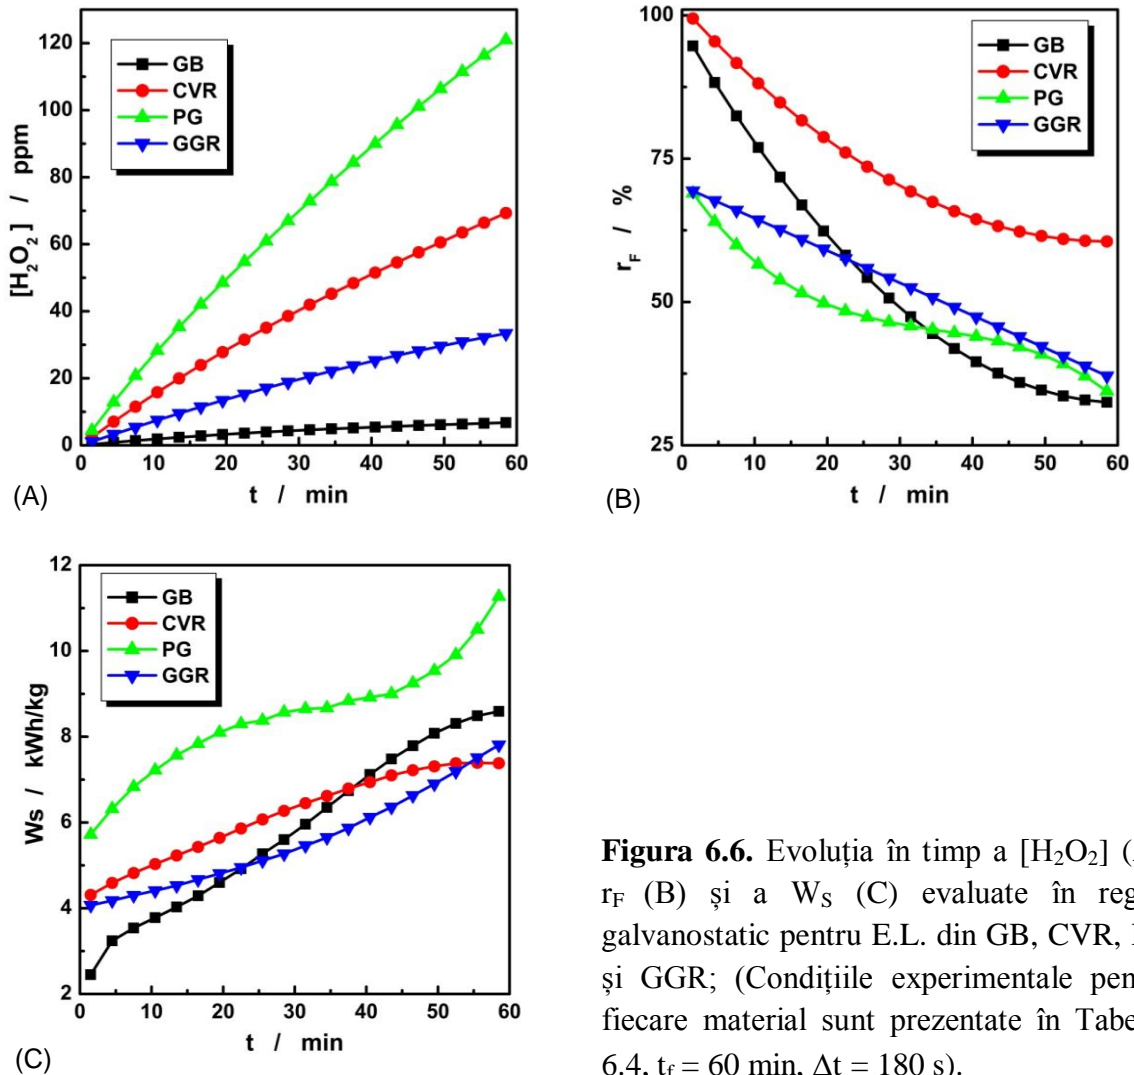 120
100
80
60
40
20
0
[H₂O₂] / ppm
GB
CVR
PG
GGR
0 10 20 30 40 50 60
t / min
(A)
100
75
50
25
r_F / %
GB
CVR
PG
GGR
0 10 20 30 40 50 60
t / min
(B)
12
10
8
6
4
2
Ws / kWh/kg
GB
CVR
PG
GGR
0 10 20 30 40 50 60
t / min
(C)
Figura 6.6. Evoluția în timp a [H₂O₂]
r_F (B) și a W_S (C) evaluate în reg
galvanostatic pentru E.L. din GB, CVR,
și GGR; (Condițiile experimentale pen
fiecare material sunt prezentate în Tabe
6.4, t_f = 60 min, Δt = 180 s).